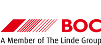 BOC
A Member of The Linde Group